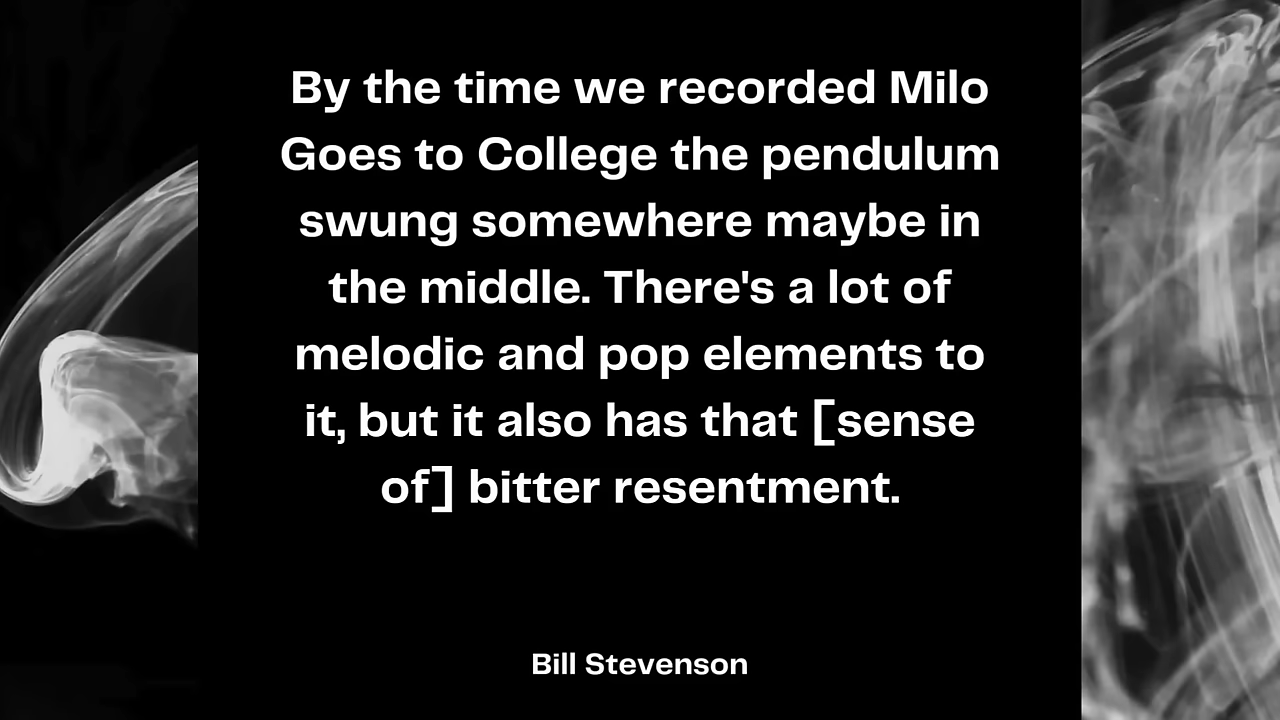 By the time we recorded Milo
Goes to College the pendulum
swung somewhere maybe in
the middle. There's a lot of
melodic and pop elements to
it, but it also has that [sense
of] bitter resentment.
Bill Stevenson